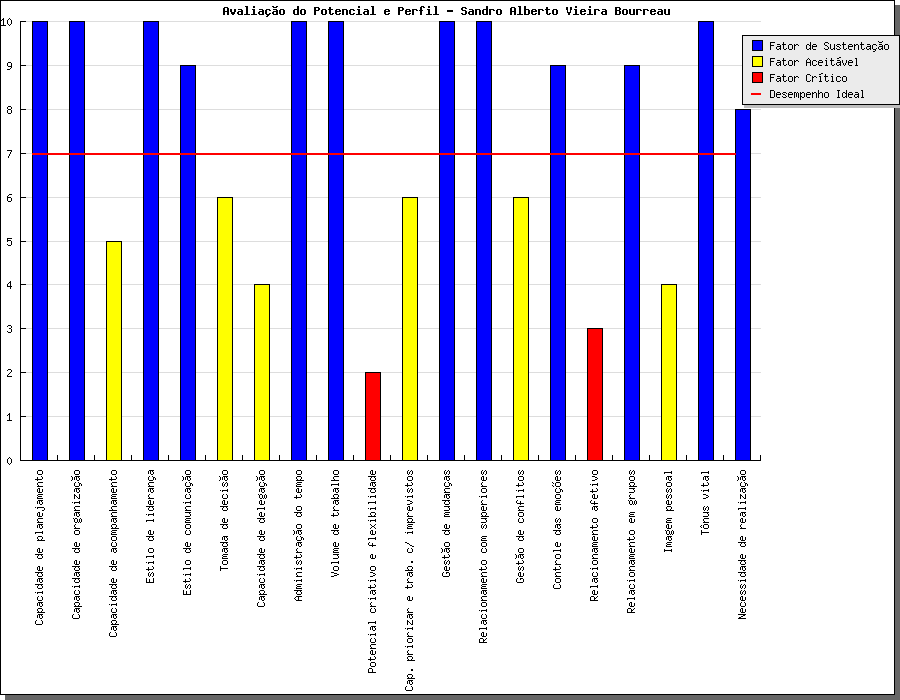 Avaliação do Potencial e Perfil - Sandro Alberto Vieira Bourreau
Fator de Sustentação
Fator Aceitável
Fator Crítico
Desempenho Ideal
10
9
8
7
6
5
4
3
2
1
0
Capacidade de planejamento
Capacidade de organização
Capacidade de acompanhamento
Estilo de liderança
Estilo de comunicação
Tomada de decisão
Capacidade de delegação
Administração do tempo
Volume de trabalho
Potencial criativo e flexibilidade
Cap. priorizar e trab. c/ imprevistos
Gestão de mudanças
Relacionamento com superiores
Gestão de conflitos
Controle das emoções
Relacionamento afetivo
Relacionamento em grupos
Imagem pessoal
Tônus vital
Necessidade de realização